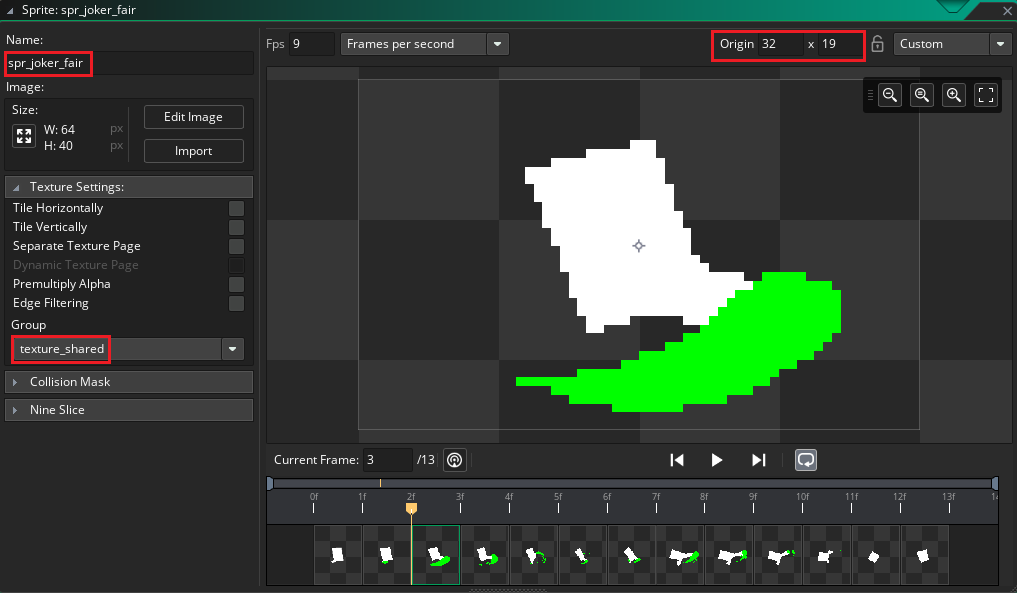 Sprite: spr_joker_fair
Name:
spr_joker_fair
Image:
Size:
W: 64 px
H: 40 px
Edit Image
Import
Texture Settings:
Tile Horizontally
Tile Vertically
Separate Texture Page
Dynamic Texture Page
Premultiply Alpha
Edge Filtering
Group
texture_shared
Collision Mask
Nine Slice
Fps 9 Frames per second Origin 32 x 19 Custom
Current Frame: 3 /13
0f 1f 2f 3f 4f 5f 6f 7f 8f 9f 10f 11f 12f 13f